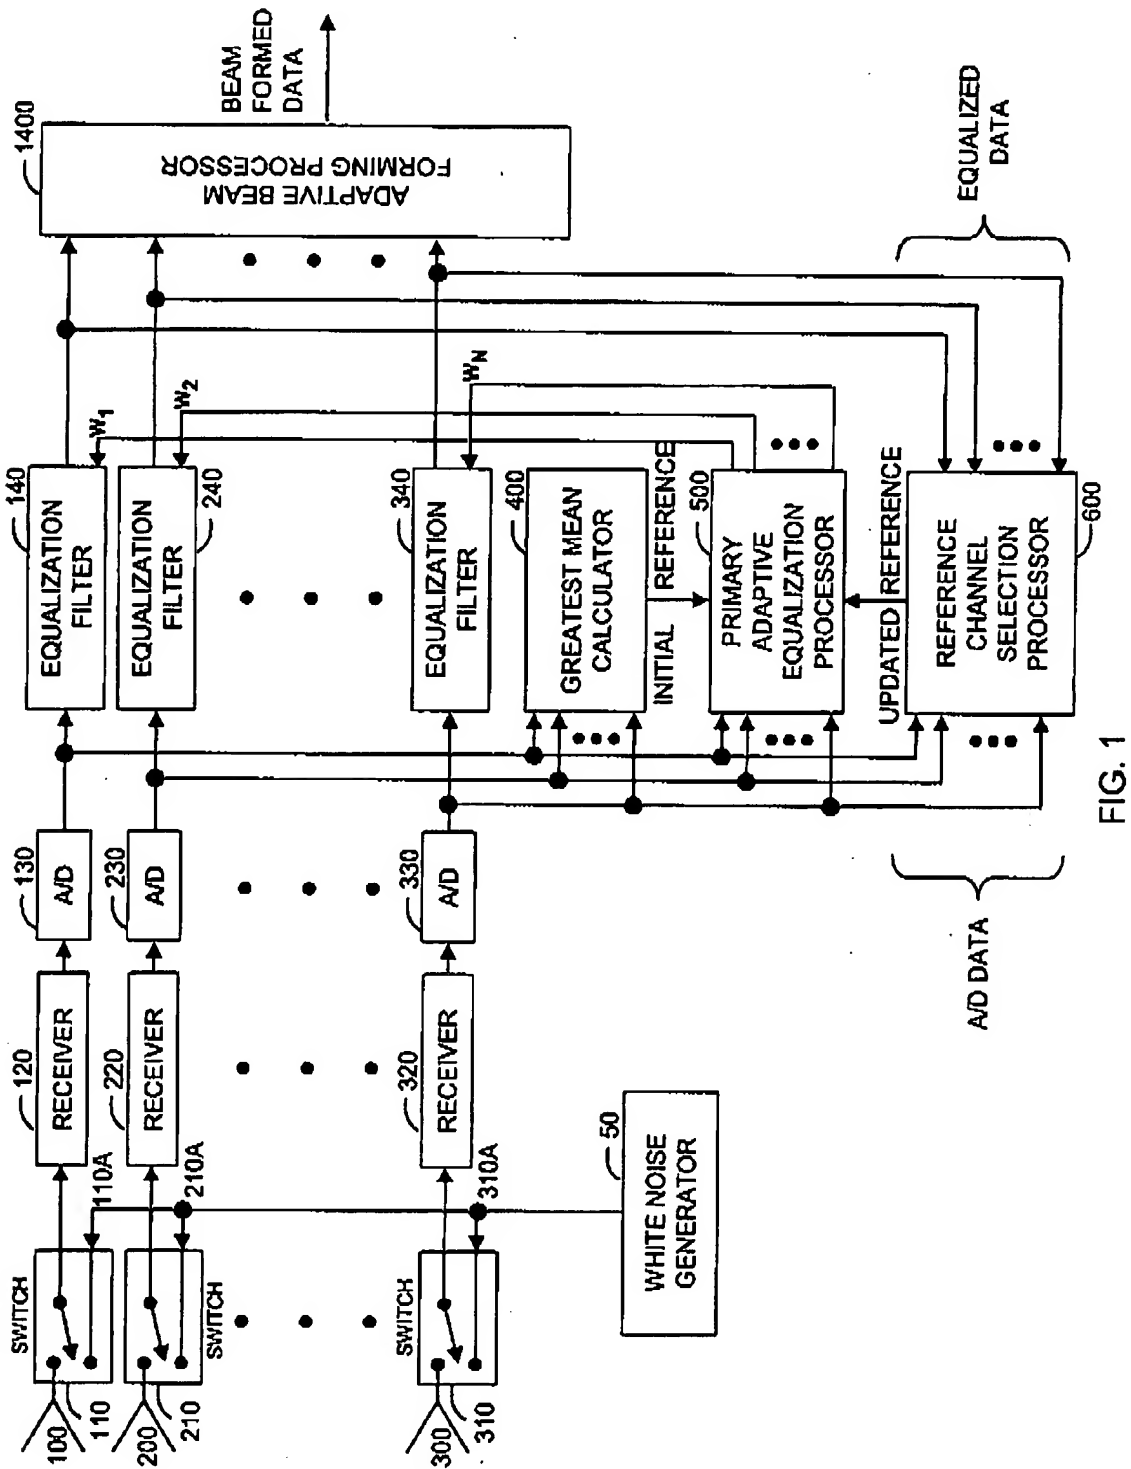 100
110
SWITCH
110A
120
RECEIVER
130
A/D
140
EQUALIZATION
FILTER
W1
1400
ADAPTIVE BEAM
FORMING PROCESSOR
BEAM
FORMED
DATA
200
210
SWITCH
210A
220
RECEIVER
230
A/D
240
EQUALIZATION
FILTER
W2
300
310
SWITCH
310A
320
RECEIVER
330
A/D
340
EQUALIZATION
FILTER
WN
50
WHITE NOISE
GENERATOR
400
GREATEST MEAN
CALCULATOR
INITIAL REFERENCE
500
PRIMARY
ADAPTIVE
EQUALIZATION
PROCESSOR
UPDATED REFERENCE
REFERENCE
CHANNEL
SELECTION
PROCESSOR
600
A/D DATA
EQUALIZED
DATA
FIG. 1